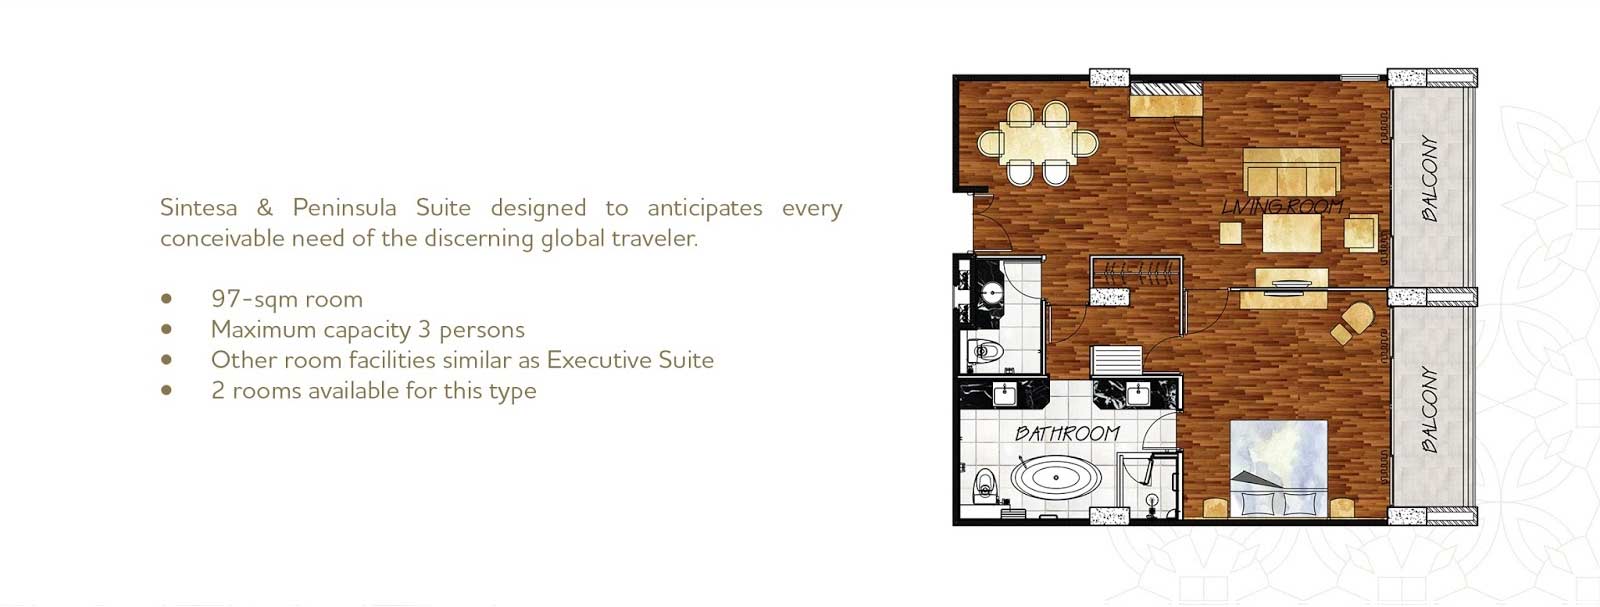 Sintesa & Peninsula Suite designed to anticipates every
conceivable need of the discerning global traveler.
• 97-sqm room
• Maximum capacity 3 persons
• Other room facilities similar as Executive Suite
• 2 rooms available for this type
LIVING ROOM
BALCONY
BALCONY
BATHROOM